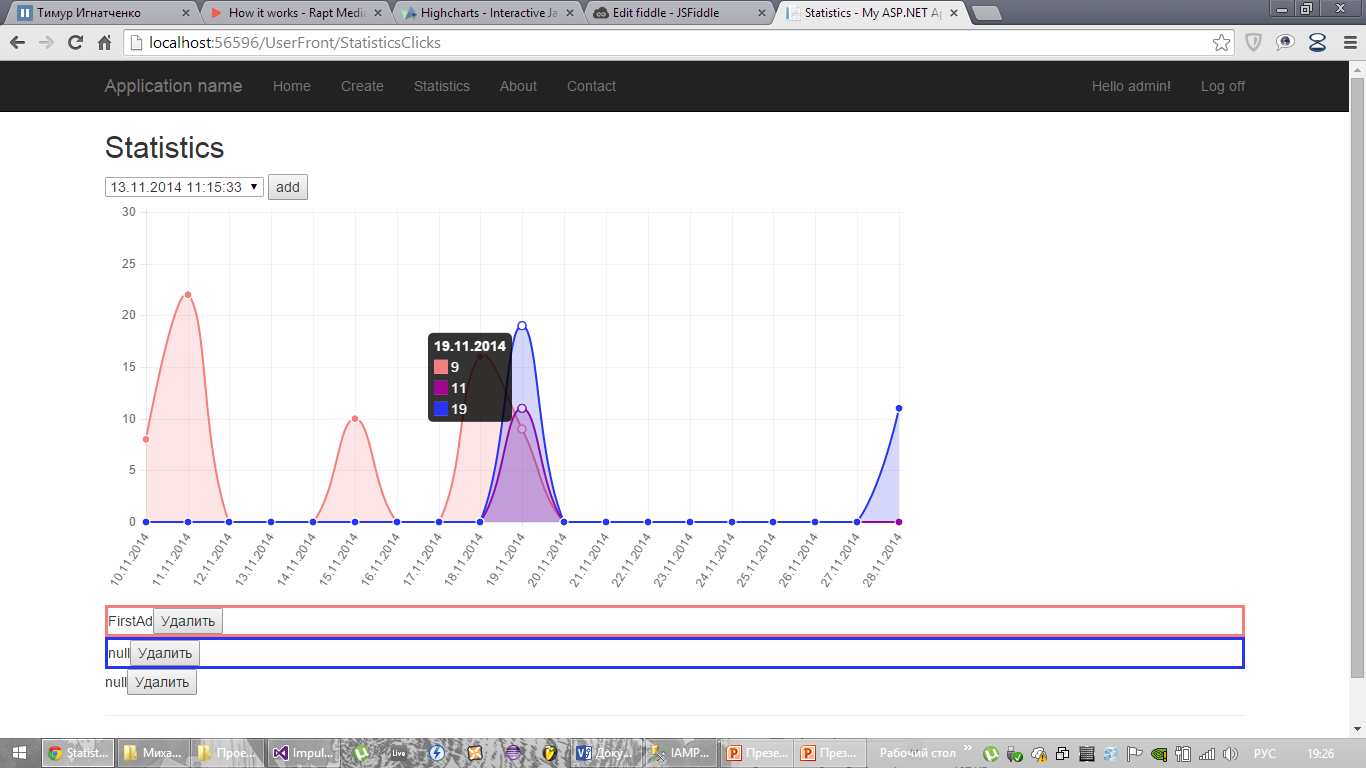 Тимур Игнатченко
How it works - Rapt Media
Highcharts - Interactive Ja
Edit fiddle - JSFiddle
Statistics - My ASP.NET Ap
localhost:56596/UserFront/StatisticsClicks
Application name Home Create Statistics About Contact Hello admin! Log off
Statistics
13.11.2014 11:15:33 add
30
25
20
15
10
5
0
19.11.2014
9
11
19
10.11.2014 11.11.2014 12.11.2014 13.11.2014 14.11.2014 15.11.2014 16.11.2014 17.11.2014 18.11.2014 19.11.2014 20.11.2014 21.11.2014 22.11.2014 23.11.2014 24.11.2014 25.11.2014 26.11.2014 27.11.2014 28.11.2014
FirstAd Удалить
null Удалить
null Удалить
Statist... Миха... Прое... Impul... Live Доку... IAMP... Презе... През... Рабочий стол РУС 19:26